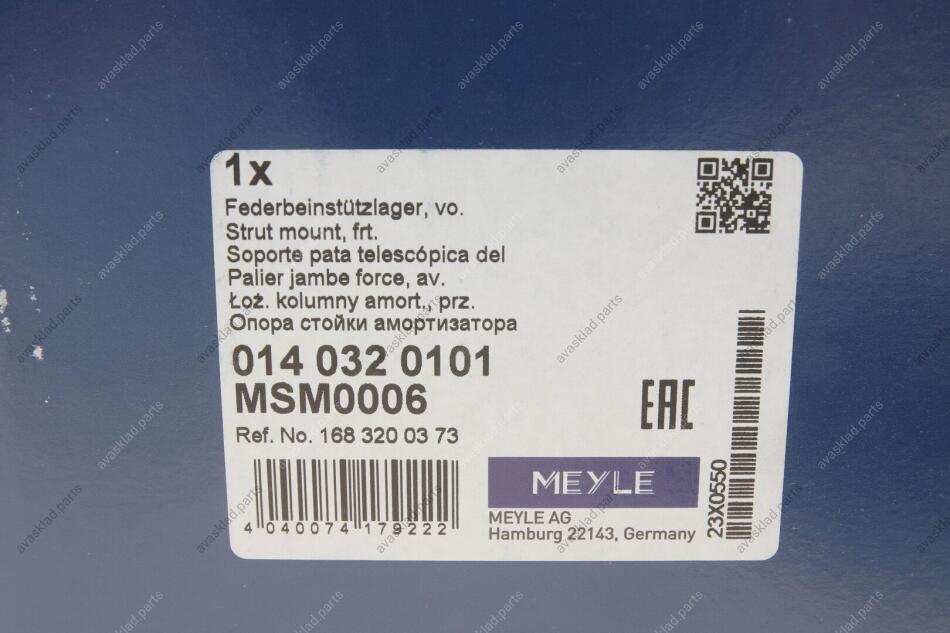 1x
Federbeinstützlager, vo.
Strut mount, frt.
Soporte pata telescópica del
Palier jambe force, av.
Łoż. kolumny amort., prz.
Опора стойки амортизатора
014 032 0101
MSM0006
Ref. No. 168 320 03 73
EAC
4 040074 179222
MEYLE
MEYLE AG
Hamburg 22143, Germany
23X0550
avasklad.parts